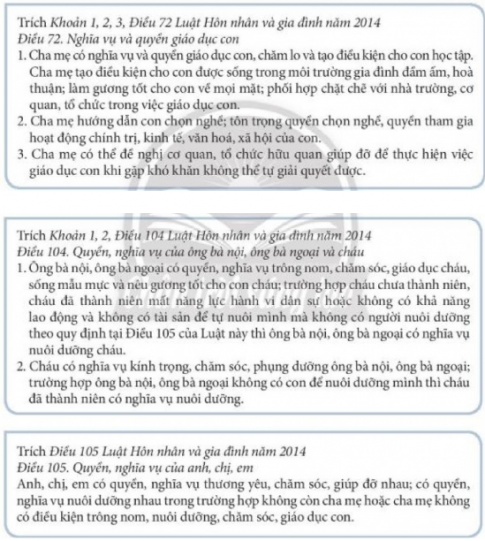 Trích Khoản 1, 2, 3, Điều 72 Luật Hôn nhân và gia đình năm 2014
Điều 72. Nghĩa vụ và quyền giáo dục con
1. Cha mẹ có nghĩa vụ và quyền giáo dục con, chăm lo và tạo điều kiện cho con học tập.
Cha mẹ tạo điều kiện cho con được sống trong môi trường gia đình đầm ấm, hoà
thuận; làm gương tốt cho con về mọi mặt; phối hợp chặt chẽ với nhà trường, cơ
quan, tổ chức trong việc giáo dục con.
2. Cha mẹ hướng dẫn con chọn nghề; tôn trọng quyền chọn nghề, quyền tham gia
hoạt động chính trị, kinh tế, văn hoá, xã hội của con.
3. Cha mẹ có thể đề nghị cơ quan, tổ chức hữu quan giúp đỡ để thực hiện việc
giáo dục con khi gặp khó khăn không thể tự giải quyết được.
Trích Khoản 1, 2, Điều 104 Luật Hôn nhân và gia đình năm 2014
Điều 104. Quyền, nghĩa vụ của ông bà nội, ông bà ngoại và cháu
1. Ông bà nội, ông bà ngoại có quyền, nghĩa vụ trông nom, chăm sóc, giáo dục cháu,
sống mẫu mực và nêu gương tốt cho con cháu; trường hợp cháu chưa thành niên,
cháu đã thành niên mất năng lực hành vi dân sự hoặc không có khả năng
lao động và không có tài sản để tự nuôi mình mà không có người nuôi dưỡng
theo quy định tại Điều 105 của Luật này thì ông bà nội, ông bà ngoại có nghĩa vụ
nuôi dưỡng cháu.
2. Cháu có nghĩa vụ kính trọng, chăm sóc, phụng dưỡng ông bà nội, ông bà ngoại;
trường hợp ông bà nội, ông bà ngoại không có con để nuôi dưỡng mình thì cháu
đã thành niên có nghĩa vụ nuôi dưỡng.
Trích Điều 105 Luật Hôn nhân và gia đình năm 2014
Điều 105. Quyền, nghĩa vụ của anh, chị, em
Anh, chị, em có quyền, nghĩa vụ thương yêu, chăm sóc, giúp đỡ nhau; có quyền,
nghĩa vụ nuôi dưỡng nhau trong trường hợp không còn cha mẹ hoặc cha mẹ không
có điều kiện trông nom, nuôi dưỡng, chăm sóc, giáo dục con.